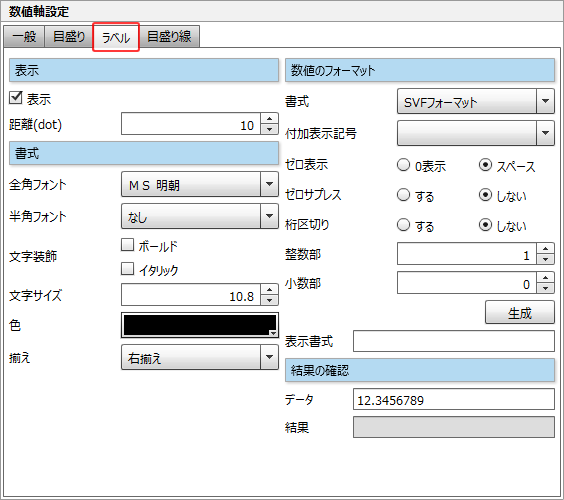 数値軸設定
一般 目盛り ラベル 目盛り線
表示
表示
距離(dot) 10
書式
全角フォント ＭＳ 明朝
半角フォント なし
文字装飾
ボールド
イタリック
文字サイズ 10.8
色
揃え 右揃え
数値のフォーマット
書式 SVFフォーマット
付加表示記号
ゼロ表示 0表示 スペース
ゼロサプレス する しない
桁区切り する しない
整数部 1
小数部 0
生成
表示書式
結果の確認
データ 12.3456789
結果